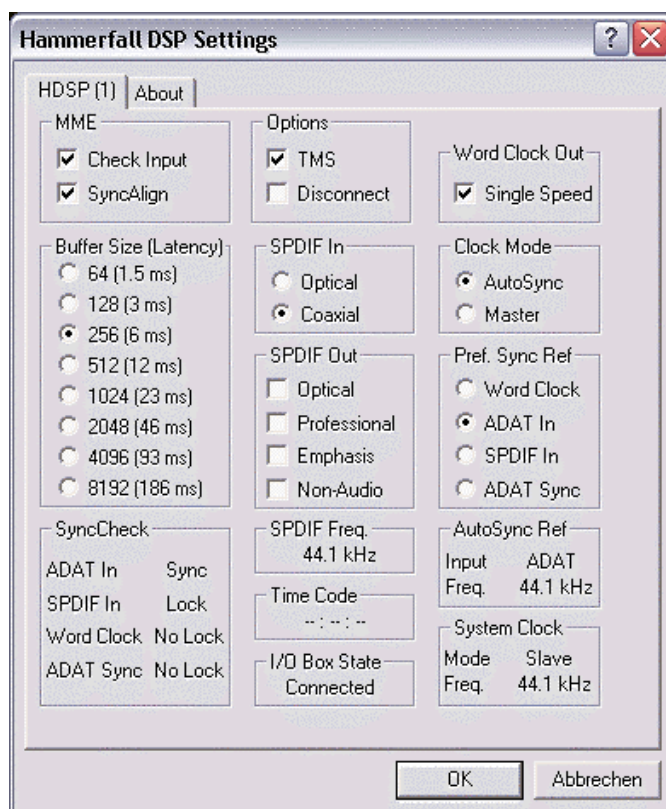 Hammerfall DSP Settings
HDSP (1)
About
MME
Check Input
SyncAlign
Options
TMS
Disconnect
Word Clock Out
Single Speed
Buffer Size (Latency)
64 (1.5 ms)
128 (3 ms)
256 (6 ms)
512 (12 ms)
1024 (23 ms)
2048 (46 ms)
4096 (93 ms)
8192 (186 ms)
SPDIF In
Optical
Coaxial
Clock Mode
AutoSync
Master
SPDIF Out
Optical
Professional
Emphasis
Non-Audio
Pref. Sync Ref
Word Clock
ADAT In
SPDIF In
ADAT Sync
SyncCheck
ADAT In Sync
SPDIF In Lock
Word Clock No Lock
ADAT Sync No Lock
SPDIF Freq.
44.1 kHz
Time Code
-- : -- : --
I/O Box State
Connected
AutoSync Ref
Input ADAT
Freq. 44.1 kHz
System Clock
Mode Slave
Freq. 44.1 kHz
OK
Abbrechen